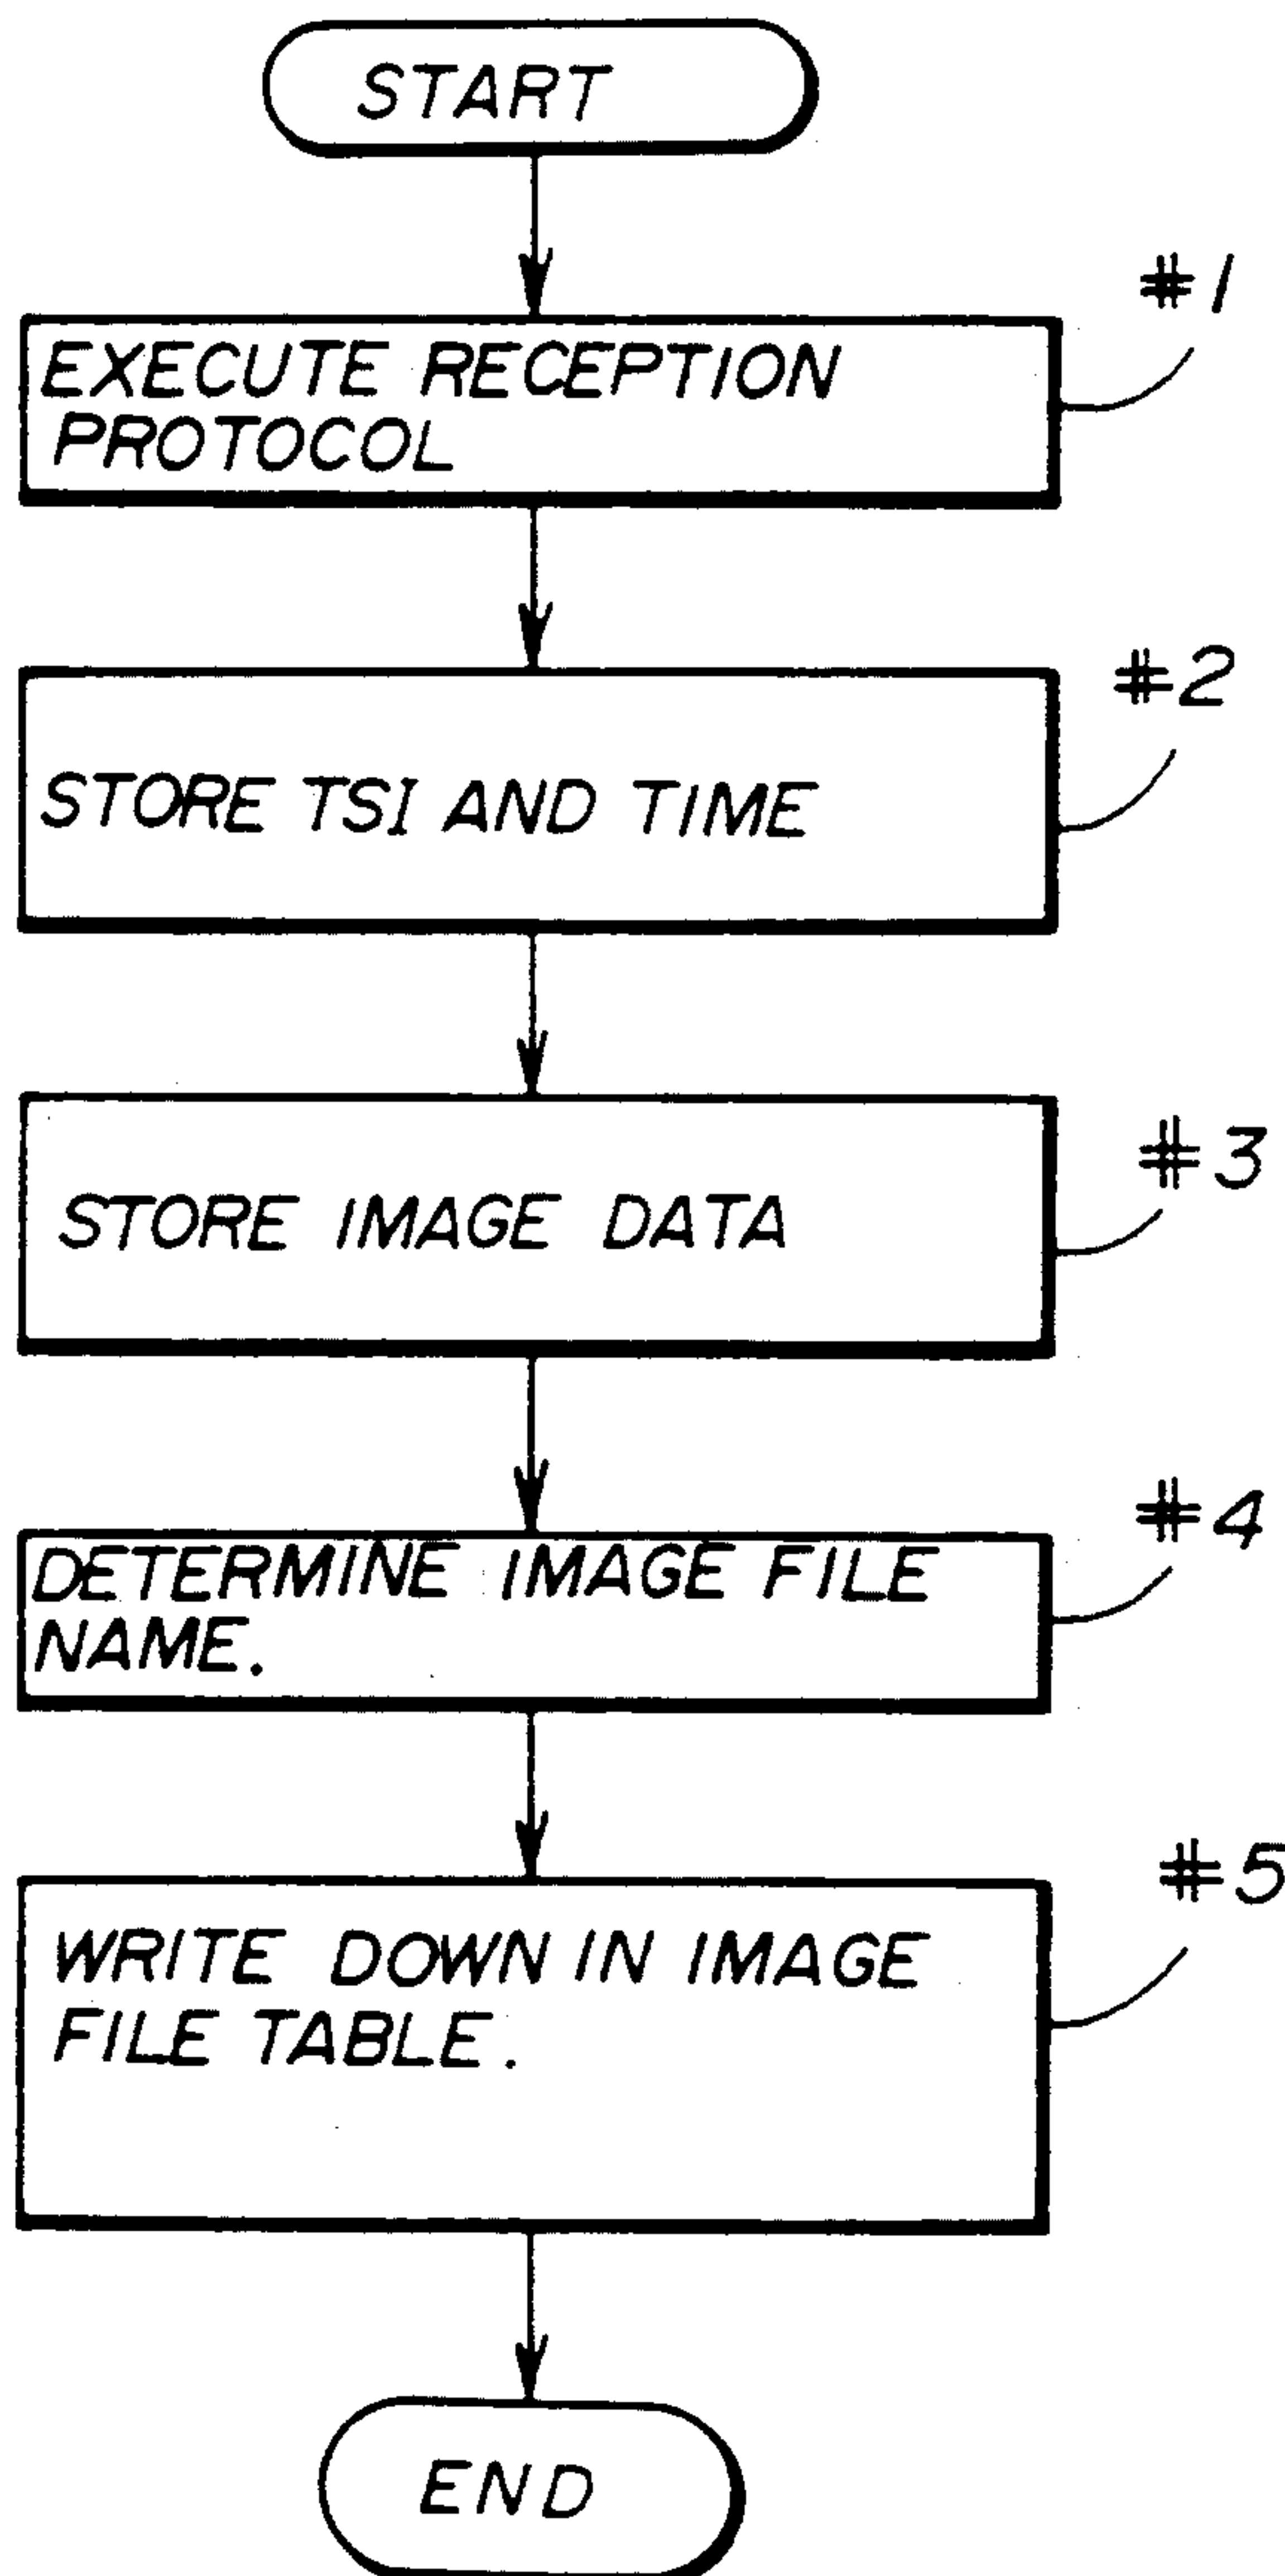 START
#1
EXECUTE RECEPTION
PROTOCOL
#2
STORE TSI AND TIME
#3
STORE IMAGE DATA
#4
DETERMINE IMAGE FILE
NAME.
#5
WRITE DOWN IN IMAGE
FILE TABLE.
END